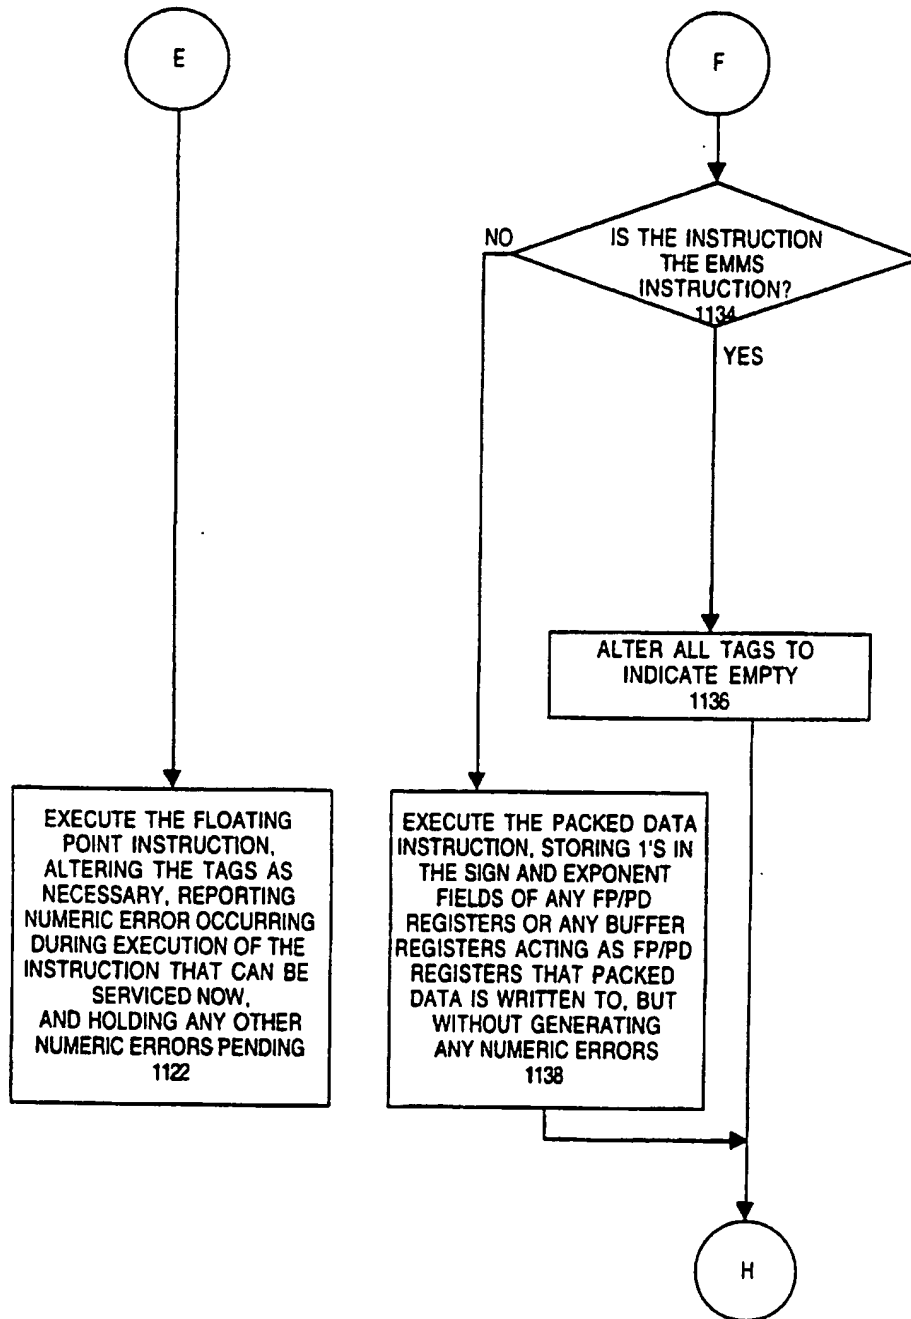 E
F
NO
IS THE INSTRUCTION
THE EMMS
INSTRUCTION?
1134
YES
ALTER ALL TAGS TO
INDICATE EMPTY
1136
EXECUTE THE FLOATING
POINT INSTRUCTION,
ALTERING THE TAGS AS
NECESSARY, REPORTING
NUMERIC ERROR OCCURRING
DURING EXECUTION OF THE
INSTRUCTION THAT CAN BE
SERVICED NOW,
AND HOLDING ANY OTHER
NUMERIC ERRORS PENDING
1122
EXECUTE THE PACKED DATA
INSTRUCTION, STORING 1'S IN
THE SIGN AND EXPONENT
FIELDS OF ANY FP/PD
REGISTERS OR ANY BUFFER
REGISTERS ACTING AS FP/PD
REGISTERS THAT PACKED
DATA IS WRITTEN TO, BUT
WITHOUT GENERATING
ANY NUMERIC ERRORS
1138
H